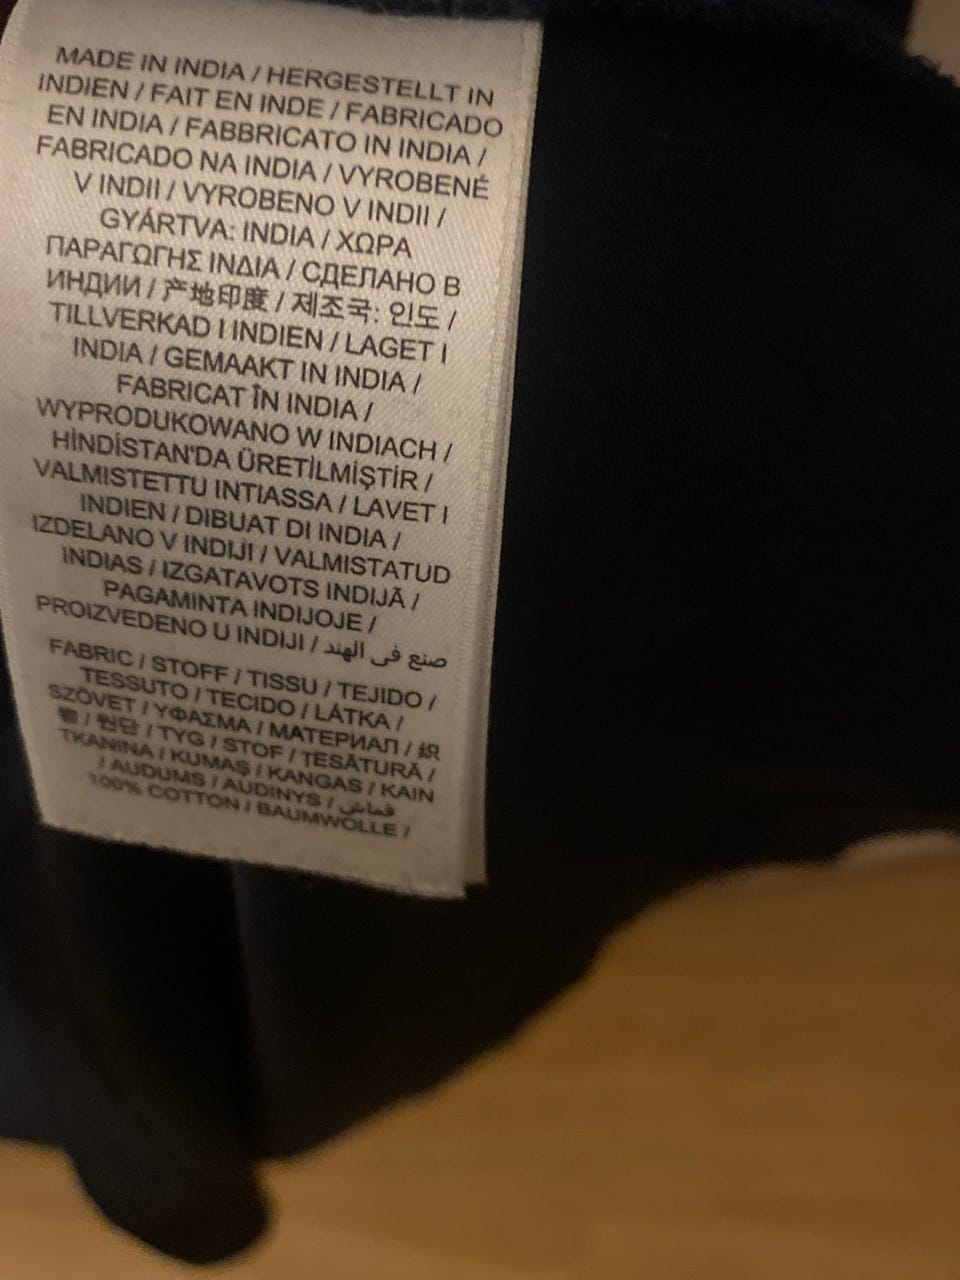 MADE IN INDIA / HERGESTELLT IN
INDIEN / FAIT EN INDE / FABRICADO
EN INDIA / FABBRICATO IN INDIA /
FABRICADO NA INDIA / VYROBENÉ
V INDII / VYROBENO V INDII /
GYÁRTVA: INDIA / ΧΩΡΑ
ΠΑΡΑΓΩΓΗΣ ΙΝΔΙΑ / СДЕЛАНО В
ИНДИИ / 产地印度 / 제조국: 인도 /
TILLVERKAD I INDIEN / LAGET I
INDIA / GEMAAKT IN INDIA /
FABRICAT ÎN INDIA /
WYPRODUKOWANO W INDIACH /
HİNDİSTAN'DA ÜRETİLMİŞTİR /
VALMISTETTU INTIASSA / LAVET I
INDIEN / DIBUAT DI INDIA /
IZDELANO V INDIJI / VALMISTATUD
INDIAS / IZGATAVOTS INDIJĀ /
PAGAMINTA INDIJOJE /
PROIZVEDENO U INDIJI / صنع في الهند
FABRIC / STOFF / TISSU / TEJIDO /
TESSUTO / TECIDO / LÁTKA /
SZÖVET / ΥΦΑΣΜΑ / МАТЕРИАЛ / 织
物 / 원단 / TYG / STOF / TESĂTURĂ /
TKANINA / KUMAŞ / KANGAS / KAIN
/ AUDUMS / AUDINYS / قماش
100% COTTON / BAUMWOLLE /